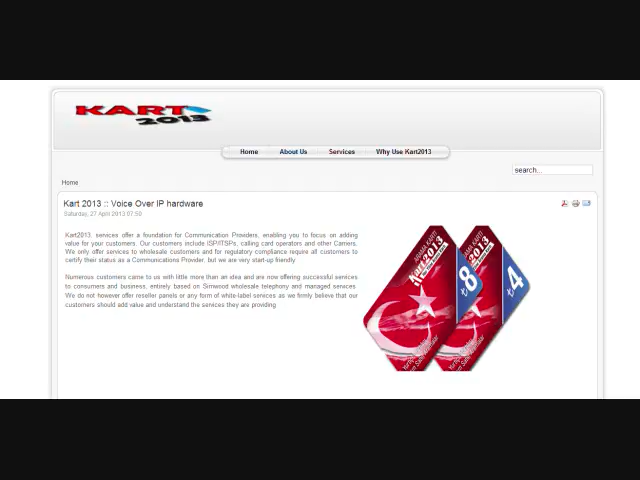 KART 2013
Home About Us Services Why Use Kart2013
search...
Home
Kart 2013 :: Voice Over IP hardware
Saturday, 27 April 2013 07:50
Kart2013. services offer a foundation for Communication Providers, enabling you to focus on adding
value for your customers. Our customers include ISP/ITSPs, calling card operators and other Carriers.
We only offer services to wholesale customers and for regulatory compliance require all customers to
certify their status as a Communications Provider, but we are very start-up friendly
Numerous customers came to us with little more than an idea and are now offering successful services
to consumers and business, entirely based on Simwood wholesale telephony and managed services.
We do not however offer reseller panels or any form of white-label services as we firmly believe that our
customers should add value and understand the services they are providing.
ARAMA KARTI
Kart2013
₺8
ARAMA KARTI
2013
₺4